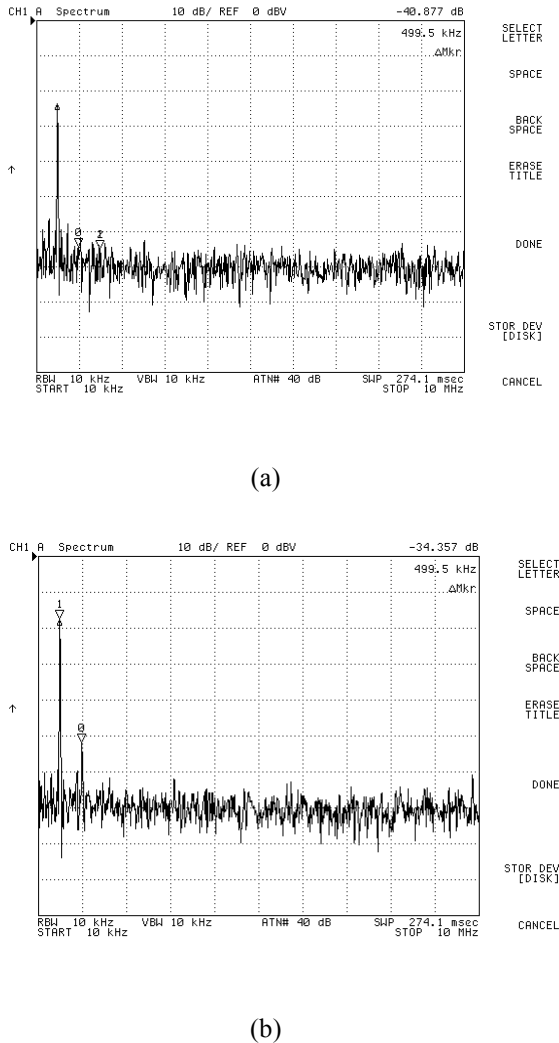 CH1 A Spectrum 10 dB/ REF 0 dBV -40.877 dB
499.5 kHz
ΔMkr
0 2
RBW 10 kHz VBW 10 kHz ATN# 40 dB SWP 274.1 msec
START 10 kHz STOP 10 MHz
SELECT
LETTER
SPACE
BACK
SPACE
ERASE
TITLE
DONE
STOR DEV
[DISK]
CANCEL
(a)
CH1 A Spectrum 10 dB/ REF 0 dBV -34.357 dB
499.5 kHz
ΔMkr
1
0
RBW 10 kHz VBW 10 kHz ATN# 40 dB SWP 274.1 msec
START 10 kHz STOP 10 MHz
SELECT
LETTER
SPACE
BACK
SPACE
ERASE
TITLE
DONE
STOR DEV
[DISK]
CANCEL
(b)